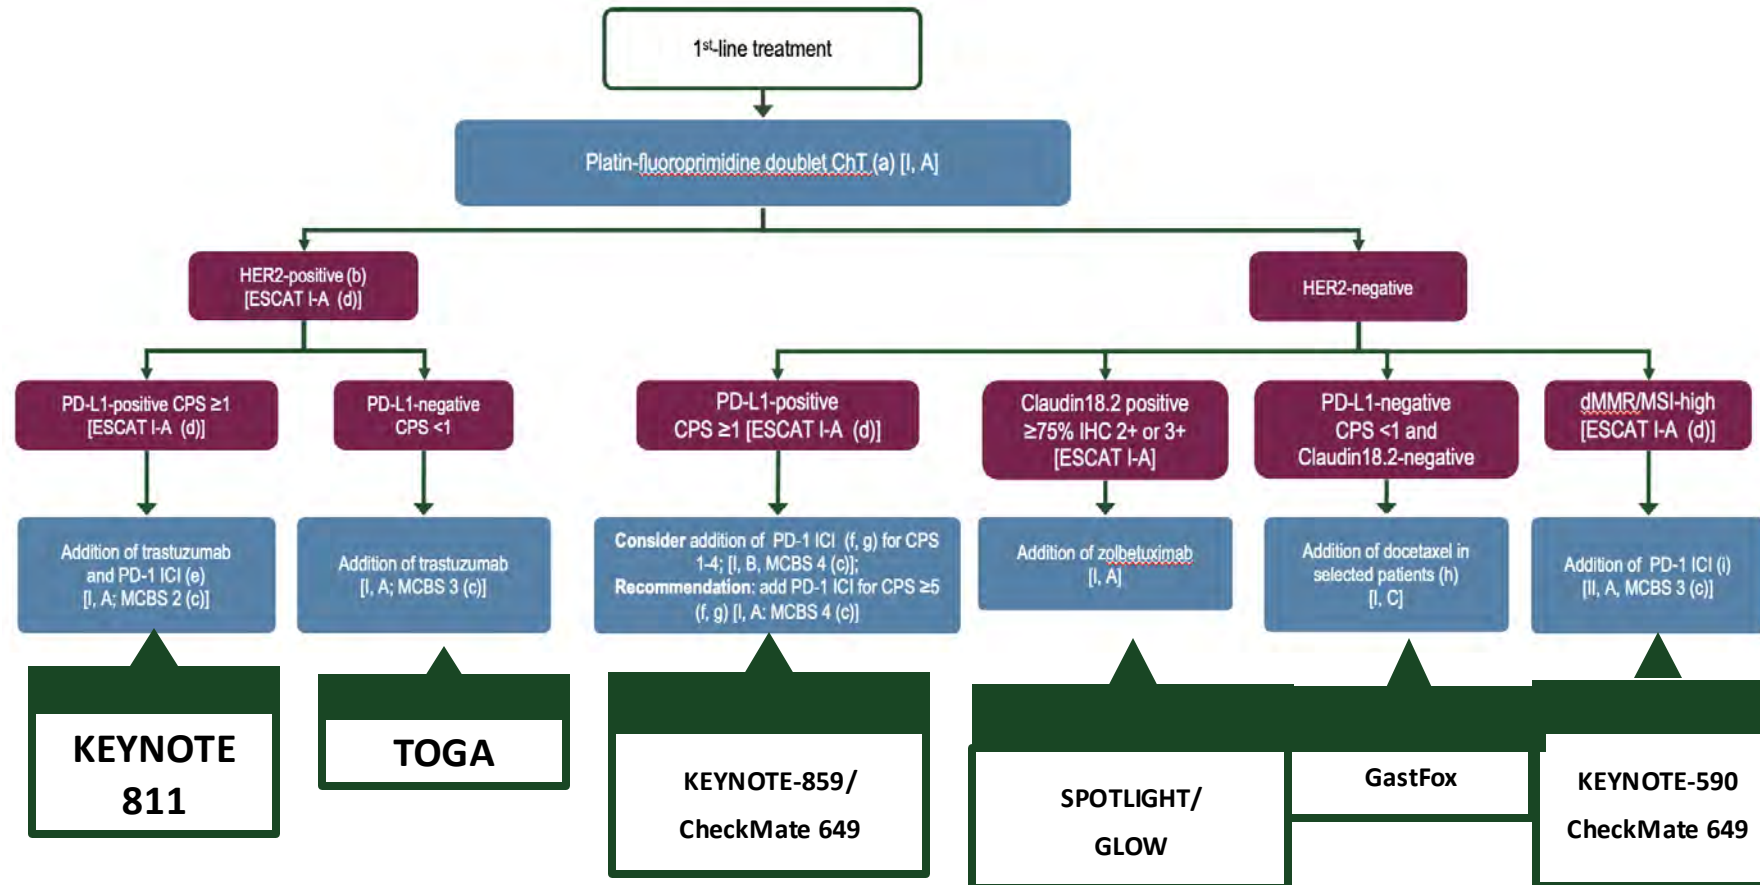 1st-line treatment
Platin-fluoroprimidine doublet ChT (a) [I, A]
HER2-positive (b)
[ESCAT I-A (d)]
HER2-negative
PD-L1-positive CPS ≥1
[ESCAT I-A (d)]
PD-L1-negative
CPS <1
PD-L1-positive
CPS ≥1 [ESCAT I-A (d)]
Claudin18.2 positive
≥75% IHC 2+ or 3+
[ESCAT I-A]
PD-L1-negative
CPS <1 and
Claudin18.2-negative
dMMR/MSI-high
[ESCAT I-A (d)]
Addition of trastuzumab
and PD-1 ICI (e)
[I, A; MCBS 2 (c)]
Addition of trastuzumab
[I, A; MCBS 3 (c)]
Consider addition of PD-1 ICI (f, g) for CPS
1-4; [I, B, MCBS 4 (c)];
Recommendation: add PD-1 ICI for CPS ≥5
(f, g) [I, A: MCBS 4 (c)]
Addition of zolbetuximab
[I, A]
Addition of docetaxel in
selected patients (h)
[I, C]
Addition of PD-1 ICI (i)
[II, A, MCBS 3 (c)]
KEYNOTE
811
TOGA
KEYNOTE-859/
CheckMate 649
SPOTLIGHT/
GLOW
GastFox
KEYNOTE-590
CheckMate 649